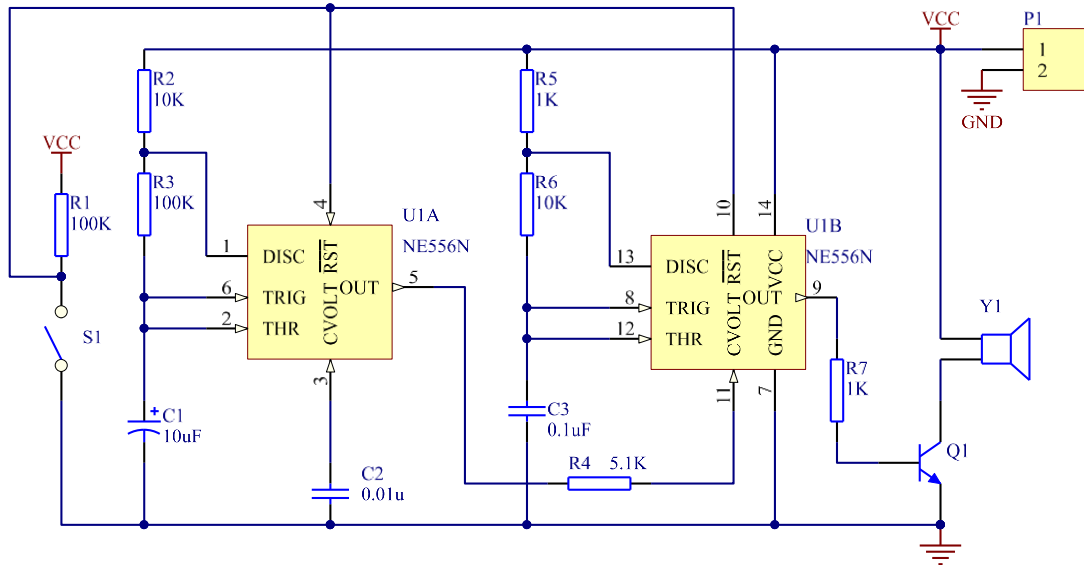 VCC
P1
1
2
GND
R2
10K
R5
1K
VCC
R1
100K
R3
100K
R6
10K
4
U1A
NE556N
10
14
U1B
NE556N
1
DISC
RST
6
TRIG
OUT
5
2
THR
CVOLT
3
13
DISC
RST
VCC
8
TRIG
OUT
9
12
THR
CVOLT
GND
11
7
S1
Y1
R7
1K
C1
+
10uF
C3
0.1uF
C2
0.01u
R4 5.1K
Q1